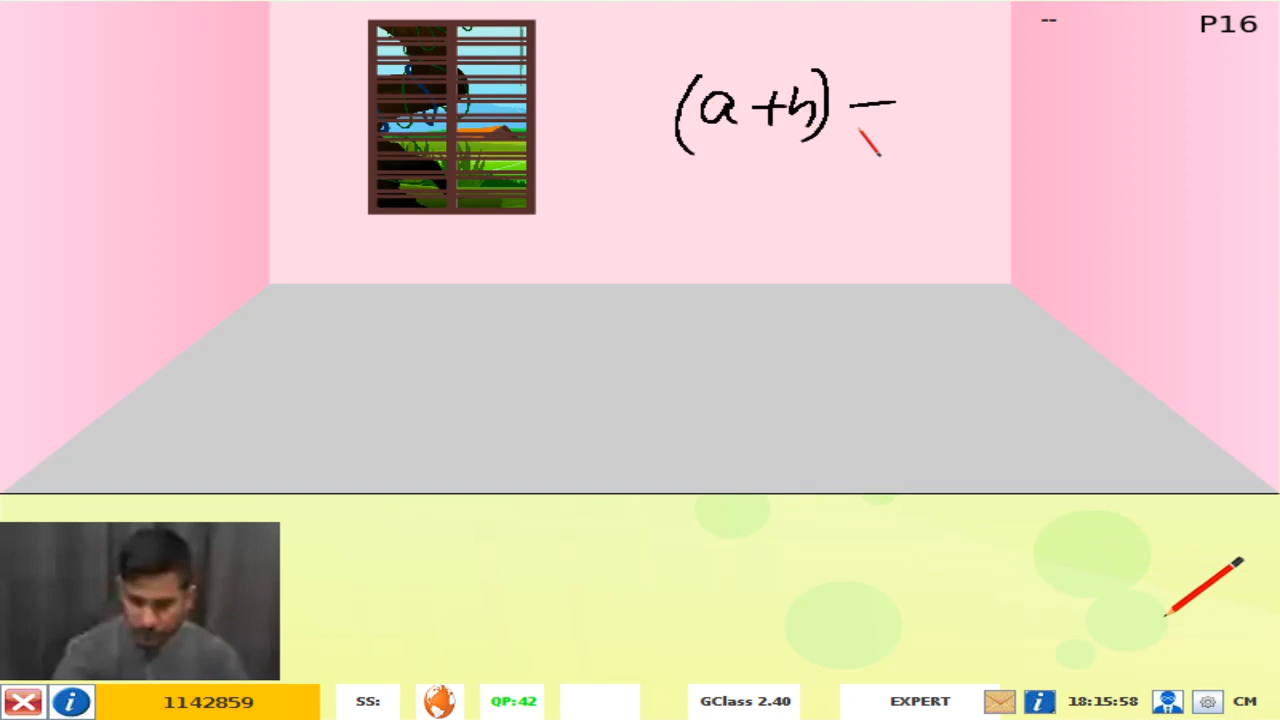 -- P16
(a+h) —
1142859 SS: QP:42 GClass 2.40 EXPERT 18:15:58 CM